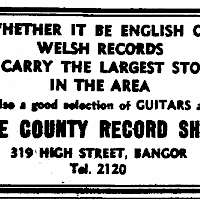 WHETHER IT BE ENGLISH O
WELSH RECORDS
CARRY THE LARGEST STO
IN THE AREA
lso a good selection of GUITARS a
E COUNTY RECORD SH
319 HIGH STREET, BANGOR
Tel. 2120